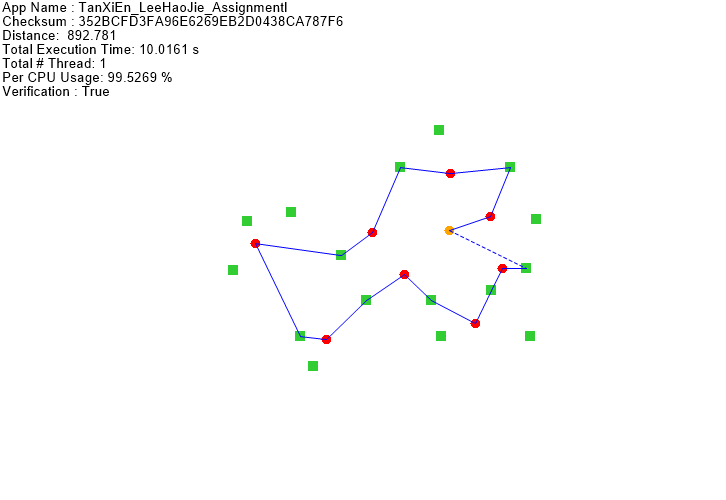 App Name : TanXiEn_LeeHaoJie_AssignmentI
Checksum : 352BCFD3FA96E6269EB2D0438CA787F6
Distance:  892.781
Total Execution Time: 10.0161 s
Total # Thread: 1
Per CPU Usage: 99.5269 %
Verification : True